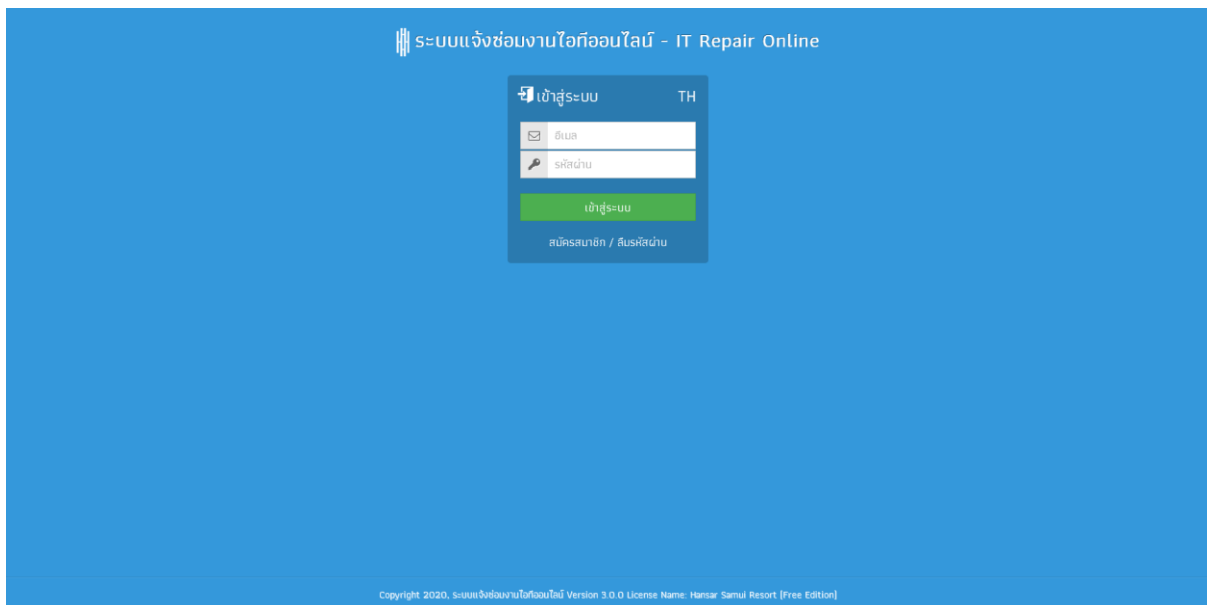 ระบบแจ้งซ่อมงานไอทีออนไลน์ - IT Repair Online
เข้าสู่ระบบ TH
อีเมล
รหัสผ่าน
เข้าสู่ระบบ
สมัครสมาชิก / ลืมรหัสผ่าน
Copyright 2020, ระบบแจ้งซ่อมงานไอทีออนไลน์ Version 3.0.0 License Name: Hansar Samui Resort (Free Edition)